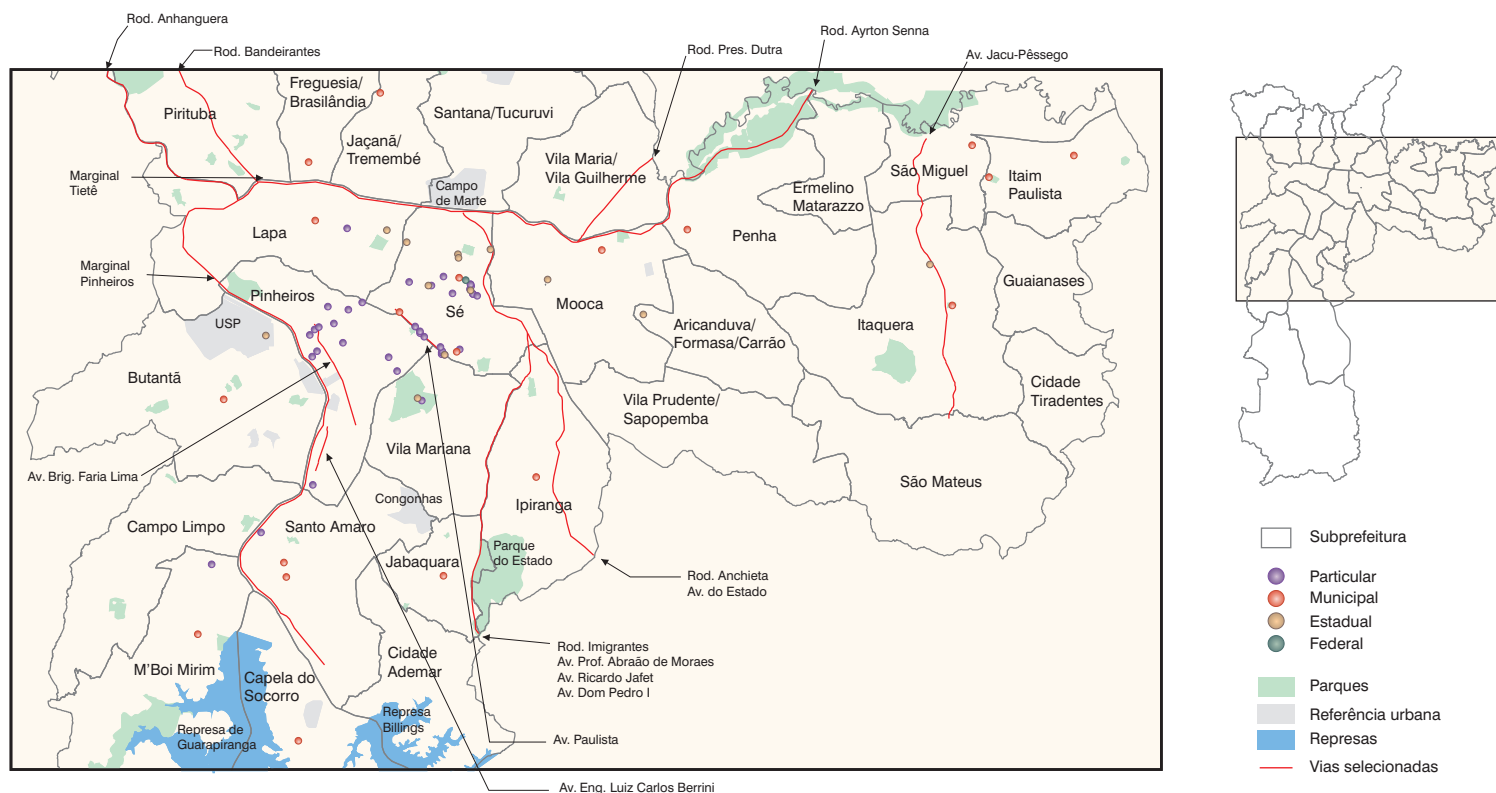 Rod. Anhanguera
Rod. Bandeirantes
Rod. Pres. Dutra
Rod. Ayrton Senna
Av. Jacu-Pêssego
Pirituba
Freguesia/
Brasilândia
Jaçanã/
Tremembé
Santana/Tucuruvi
Vila Maria/
Vila Guilherme
Marginal
Tietê
Campo
de Marte
Ermelino
Matarazzo
São Miguel
Itaim
Paulista
Lapa
Penha
Marginal
Pinheiros
Pinheiros
Guaianases
USP
Sé
Mooca
Aricanduva/
Formasa/Carrão
Itaquera
Butantã
Cidade
Tiradentes
Vila Prudente/
Sapopemba
Vila Mariana
Av. Brig. Faria Lima
São Mateus
Congonhas
Ipiranga
Campo Limpo
Santo Amaro
Jabaquara
Parque
do Estado
Rod. Anchieta
Av. do Estado
Rod. Imigrantes
Av. Prof. Abraão de Moraes
Av. Ricardo Jafet
Av. Dom Pedro I
Cidade
Ademar
M'Boi Mirim
Capela do
Socorro
Represa de
Guarapiranga
Represa
Billings
Av. Paulista
Av. Eng. Luiz Carlos Berrini
Subprefeitura
Particular
Municipal
Estadual
Federal
Parques
Referência urbana
Represas
Vias selecionadas